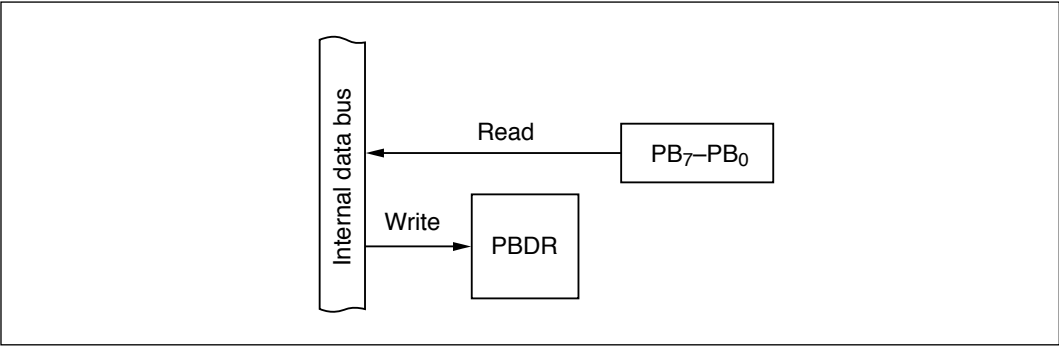 Internal data bus
Read
PB₇–PB₀
Write
PBDR